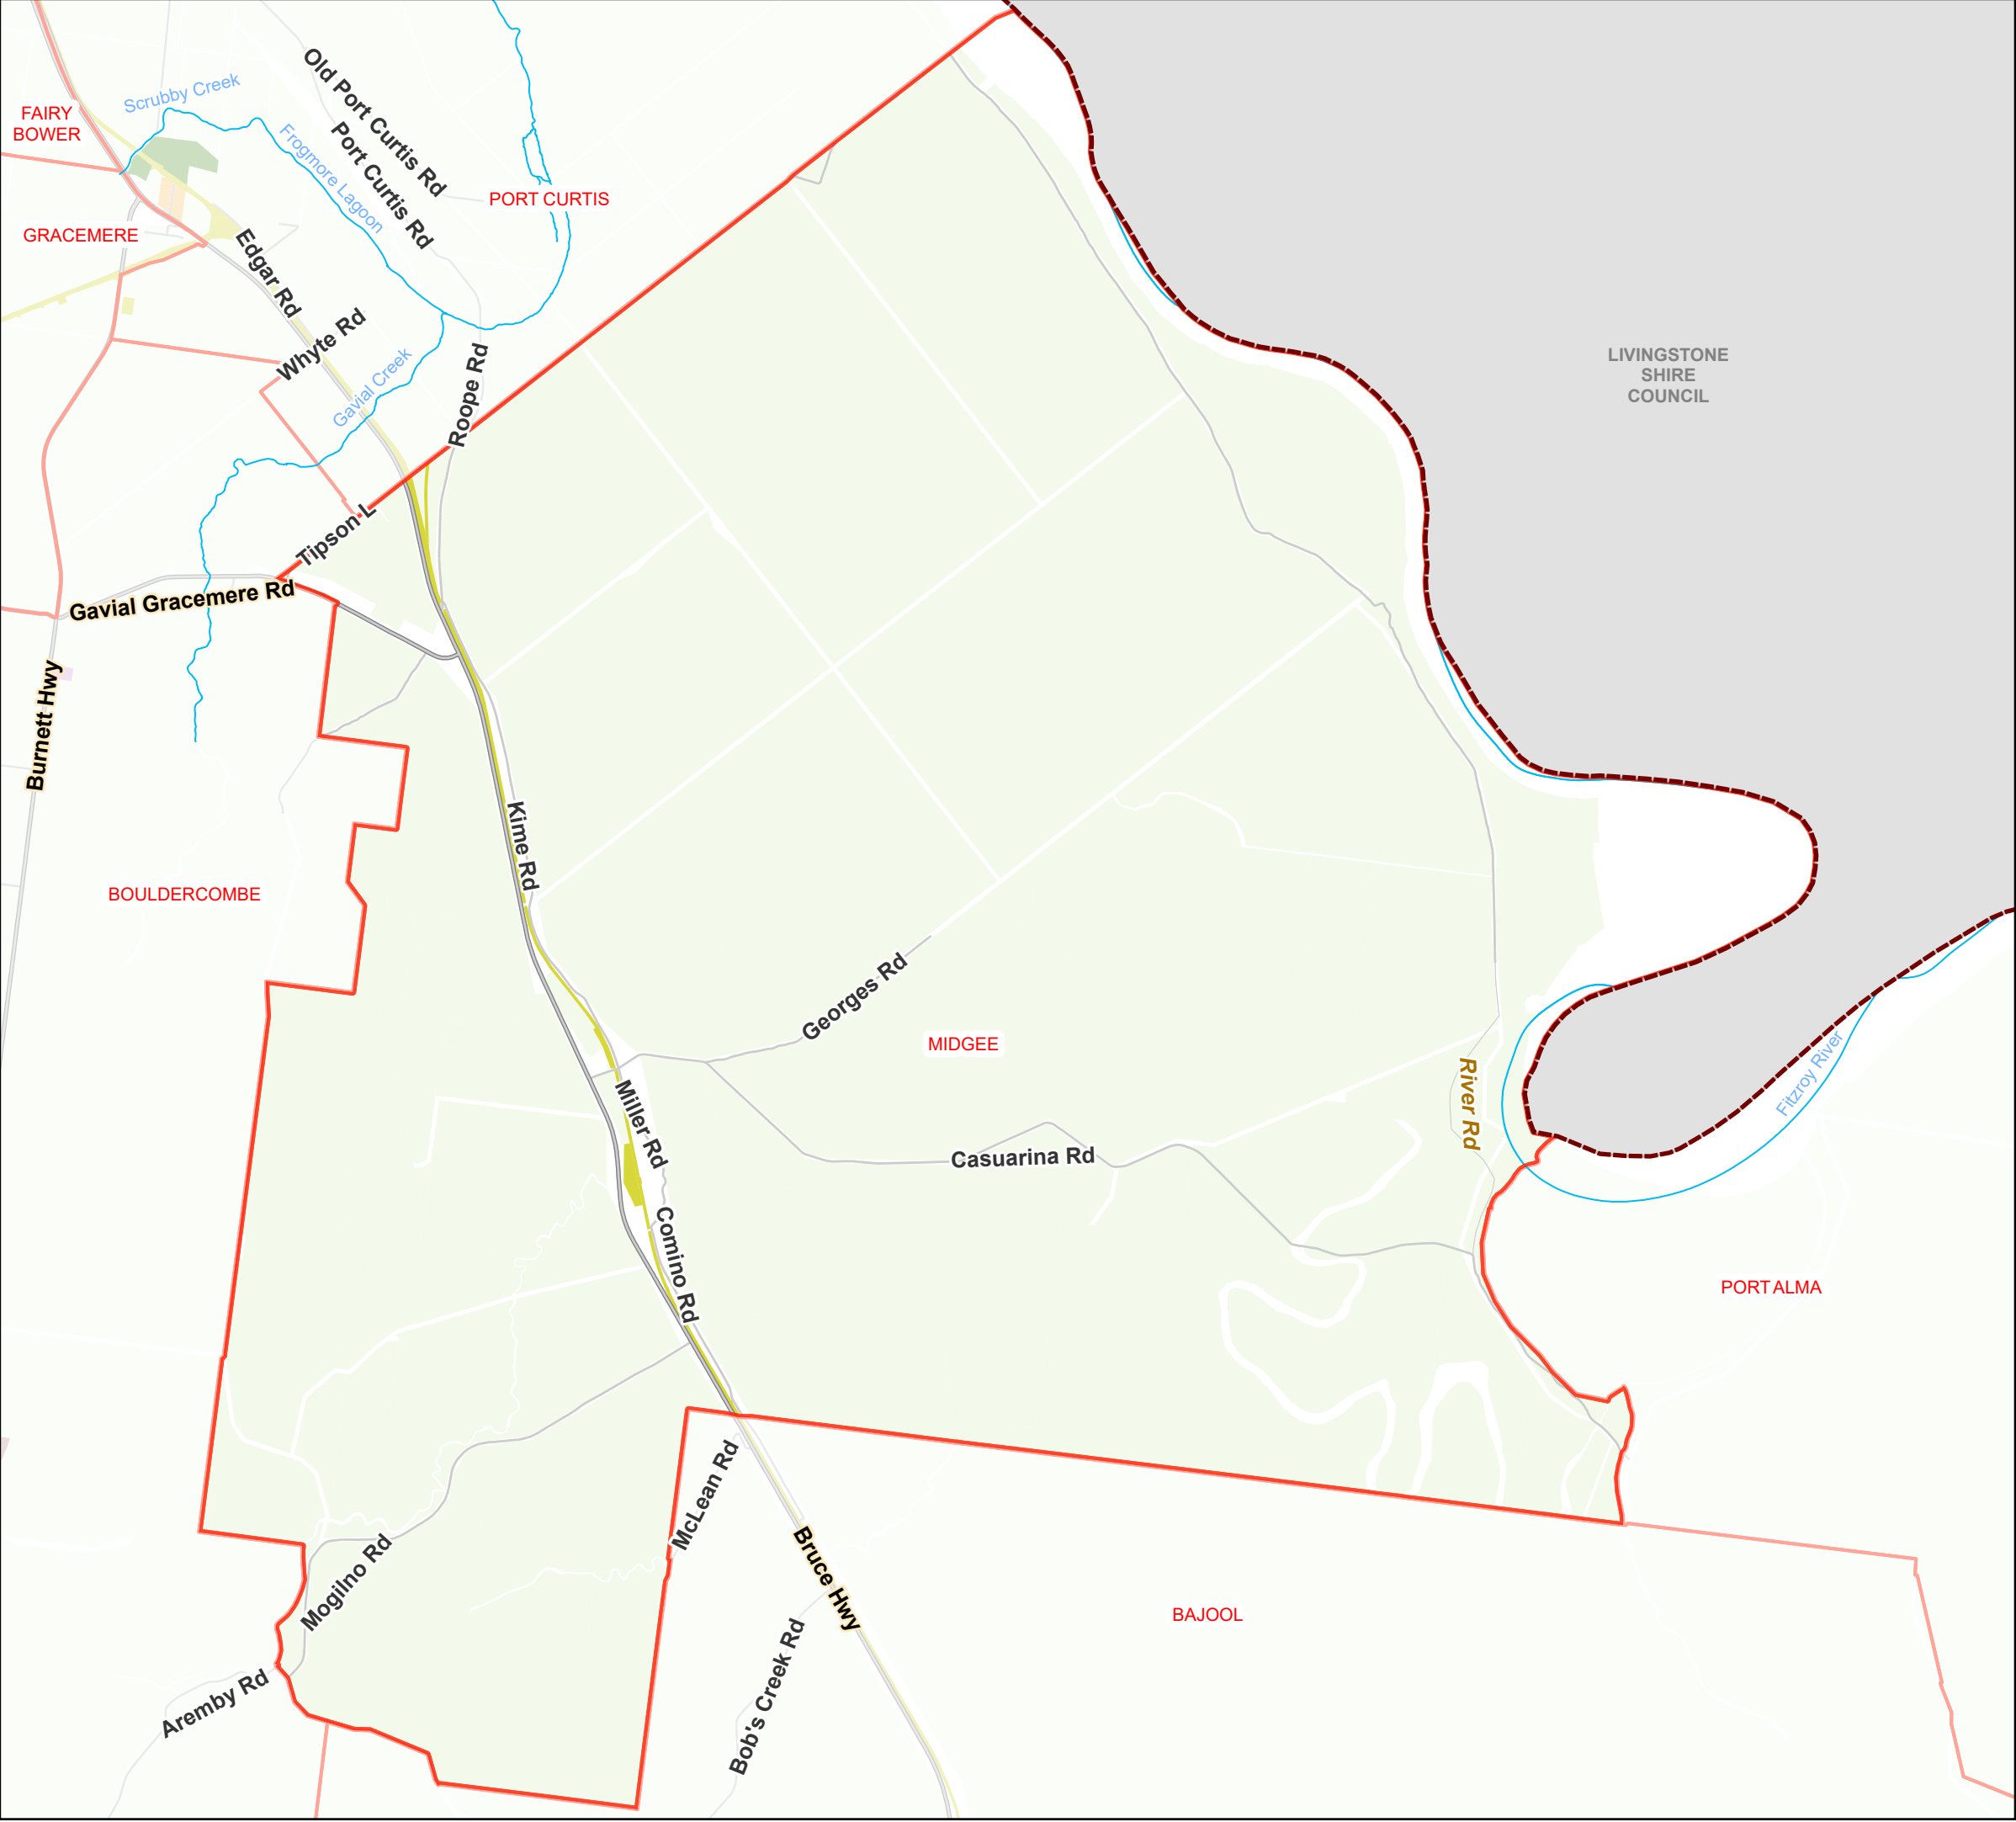 Old Port Curtis Rd
Scrubby Creek
FAIRY
BOWER
Port Curtis Rd
Frogmore Lagoon
PORT CURTIS
GRACEMERE
Edgar Rd
Whyte Rd
Gavial Creek
Roope Rd
LIVINGSTONE
SHIRE
COUNCIL
Tipson L
Gavial Gracemere Rd
Burnett Hwy
Kime Rd
BOULDERCOMBE
Georges Rd
MIDGEE
River Rd
Fitzroy River
Miller Rd
Casuarina Rd
Comino Rd
PORT ALMA
McLean Rd
Bruce Hwy
Mogilno Rd
BAJOOL
Aremby Rd
Bob's Creek Rd